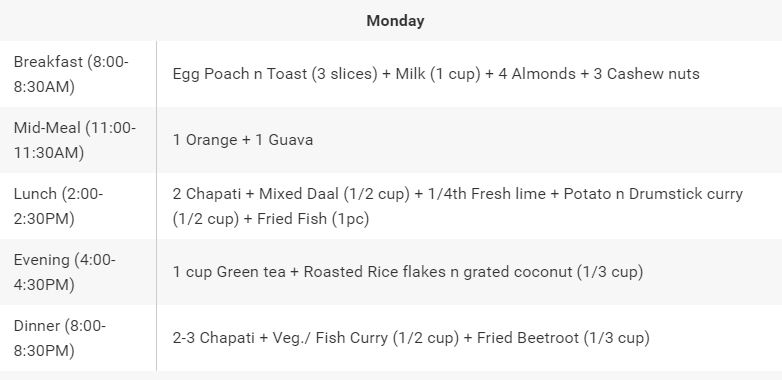 Monday
Breakfast (8:00-
8:30AM)
Egg Poach n Toast (3 slices) + Milk (1 cup) + 4 Almonds + 3 Cashew nuts
Mid-Meal (11:00-
11:30AM)
1 Orange + 1 Guava
Lunch (2:00-
2:30PM)
2 Chapati + Mixed Daal (1/2 cup) + 1/4th Fresh lime + Potato n Drumstick curry
(1/2 cup) + Fried Fish (1pc)
Evening (4:00-
4:30PM)
1 cup Green tea + Roasted Rice flakes n grated coconut (1/3 cup)
Dinner (8:00-
8:30PM)
2-3 Chapati + Veg./ Fish Curry (1/2 cup) + Fried Beetroot (1/3 cup)